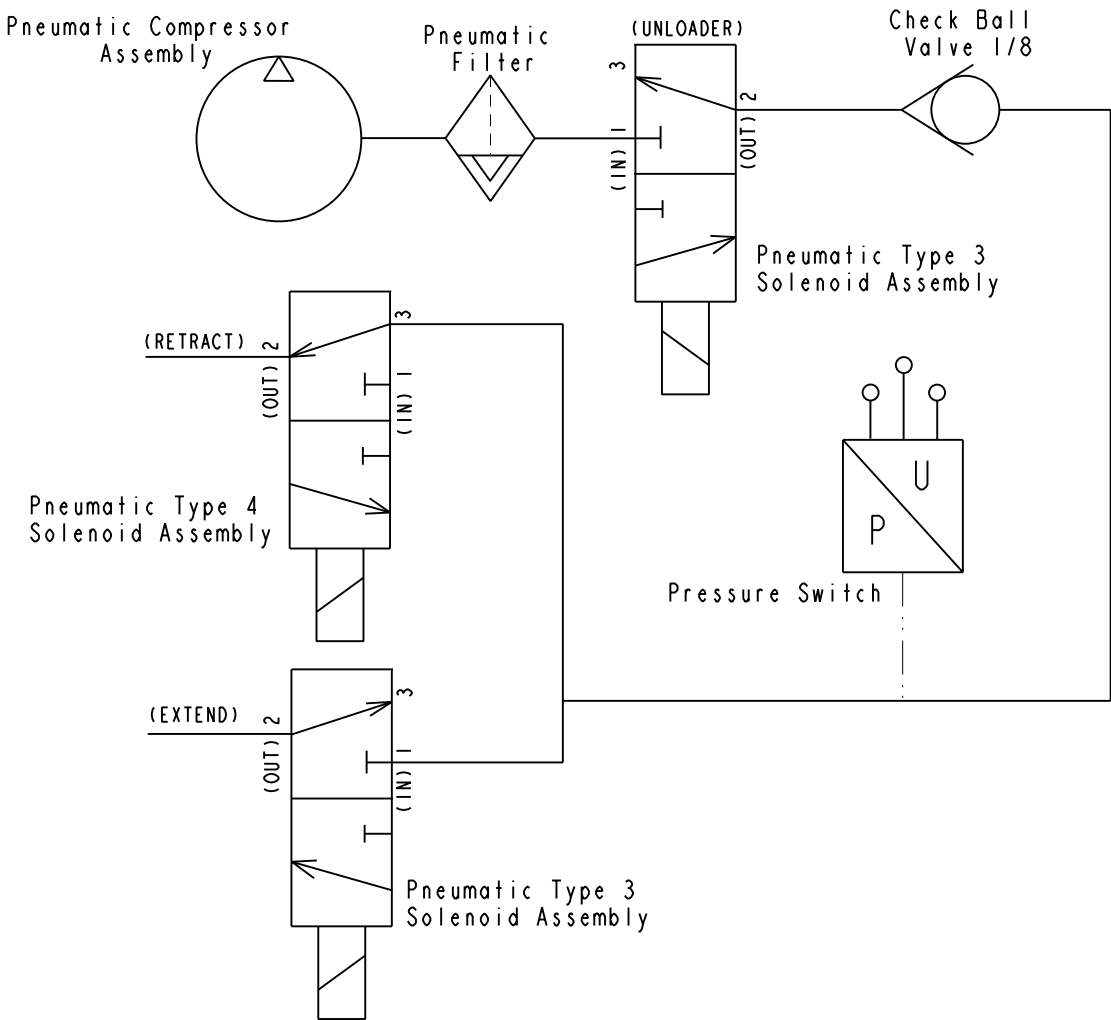 Pneumatic Compressor
Assembly
Pneumatic
Filter
(UNLOADER)
3
2
(OUT)
1
(IN)
Check Ball
Valve 1/8
Pneumatic Type 3
Solenoid Assembly
(RETRACT)
2
(OUT)
3
1
(IN)
Pneumatic Type 4
Solenoid Assembly
U
P
Pressure Switch
(EXTEND)
2
(OUT)
3
1
(IN)
Pneumatic Type 3
Solenoid Assembly